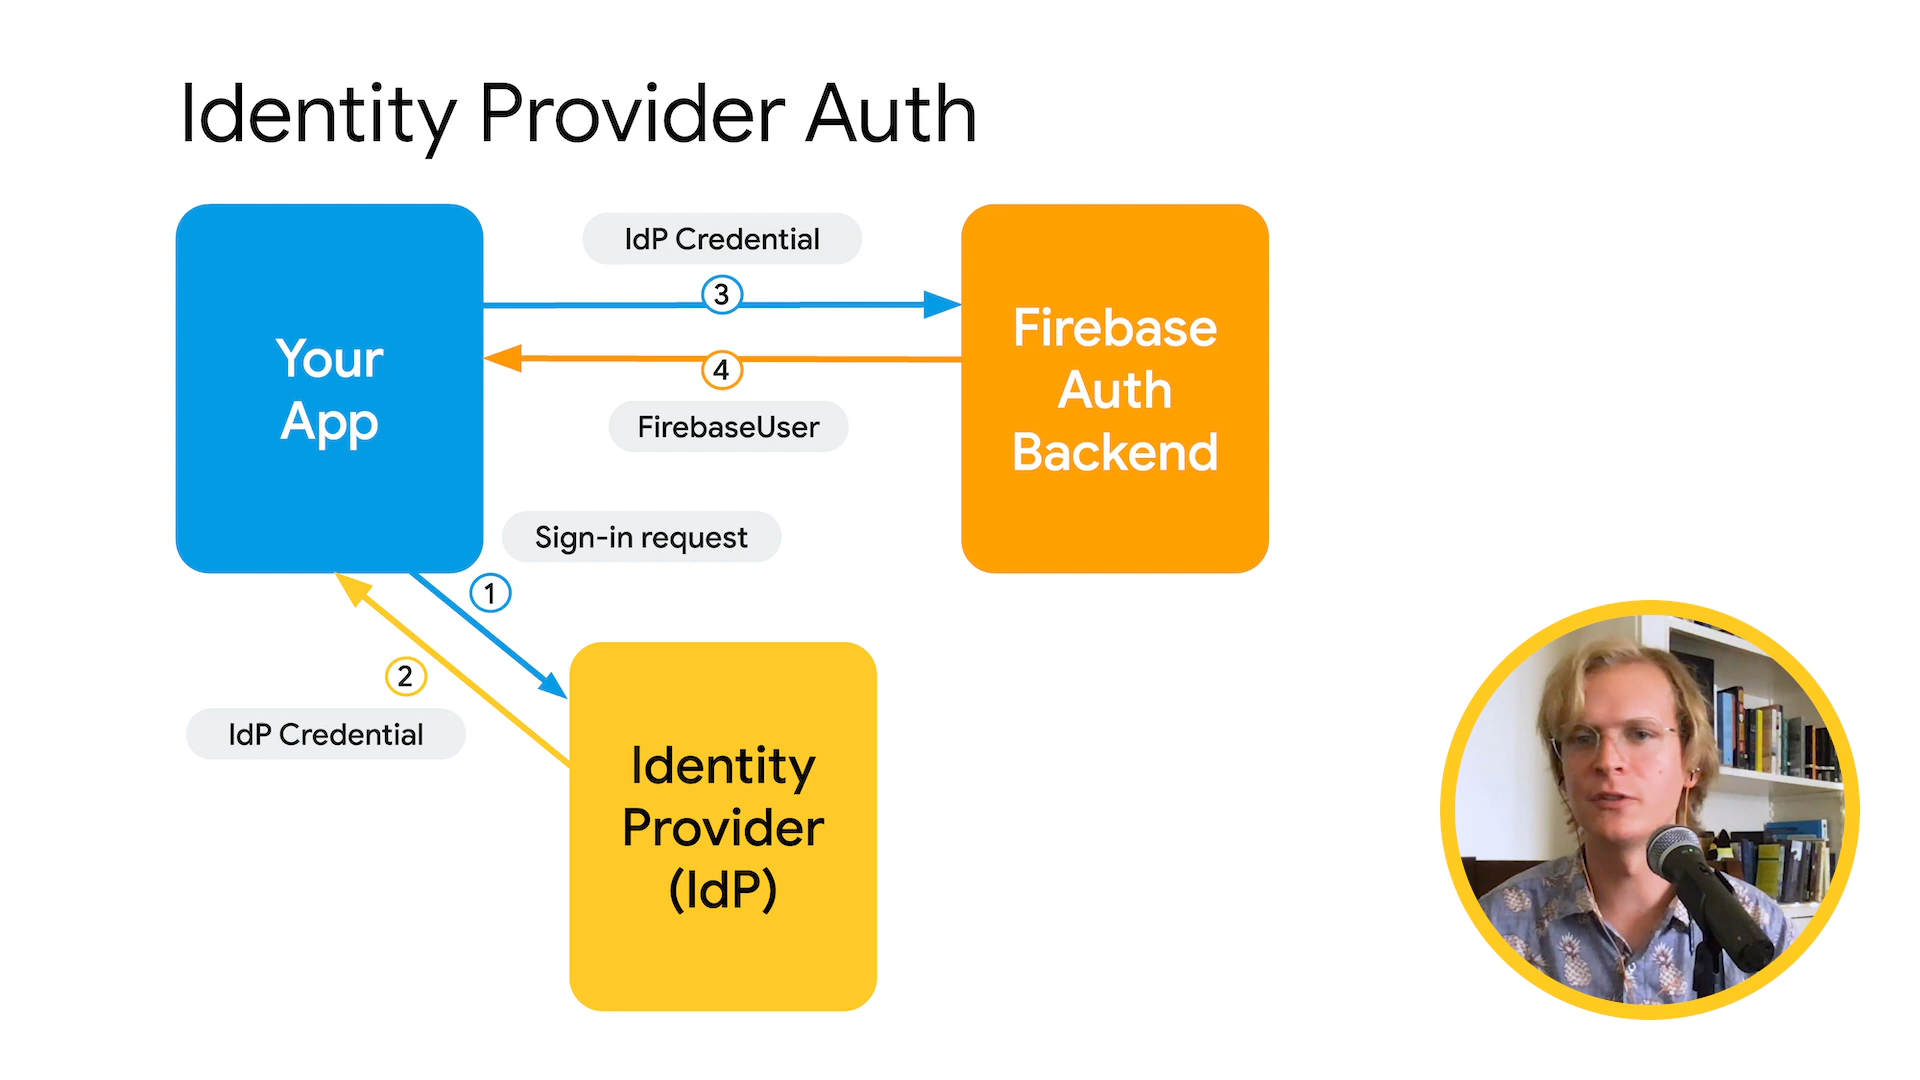 Identity Provider Auth
IdP Credential
3
4
FirebaseUser
Your
App
Firebase
Auth
Backend
Sign-in request
1
2
IdP Credential
Identity
Provider
(IdP)